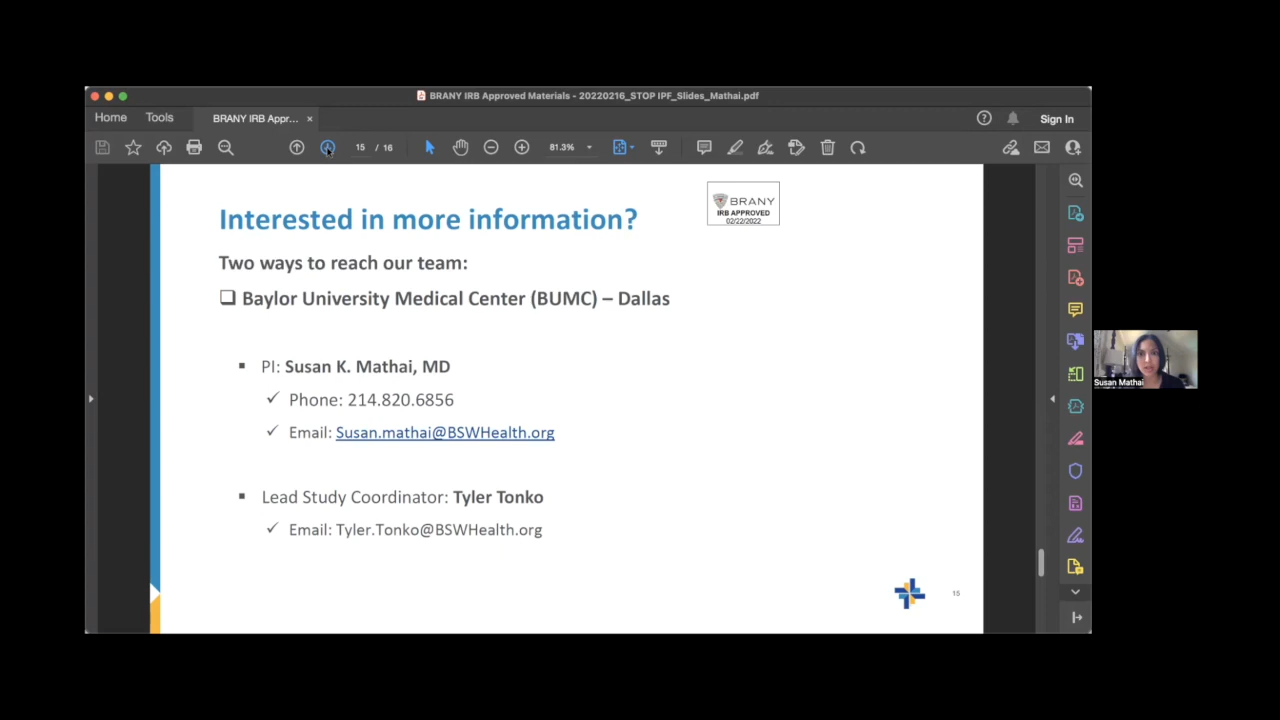 BRANY IRB Approved Materials - 20220216_STOP IPF_Slides_Mathai.pdf
Home Tools BRANY IRB Appr... × Sign In
15 / 16 81.3%
BRANY
IRB APPROVED
02/22/2022
Interested in more information?
Two ways to reach our team:
❑ Baylor University Medical Center (BUMC) – Dallas
▪ PI: Susan K. Mathai, MD
✓ Phone: 214.820.6856
✓ Email: Susan.mathai@BSWHealth.org
▪ Lead Study Coordinator: Tyler Tonko
✓ Email: Tyler.Tonko@BSWHealth.org
15
Susan Mathai